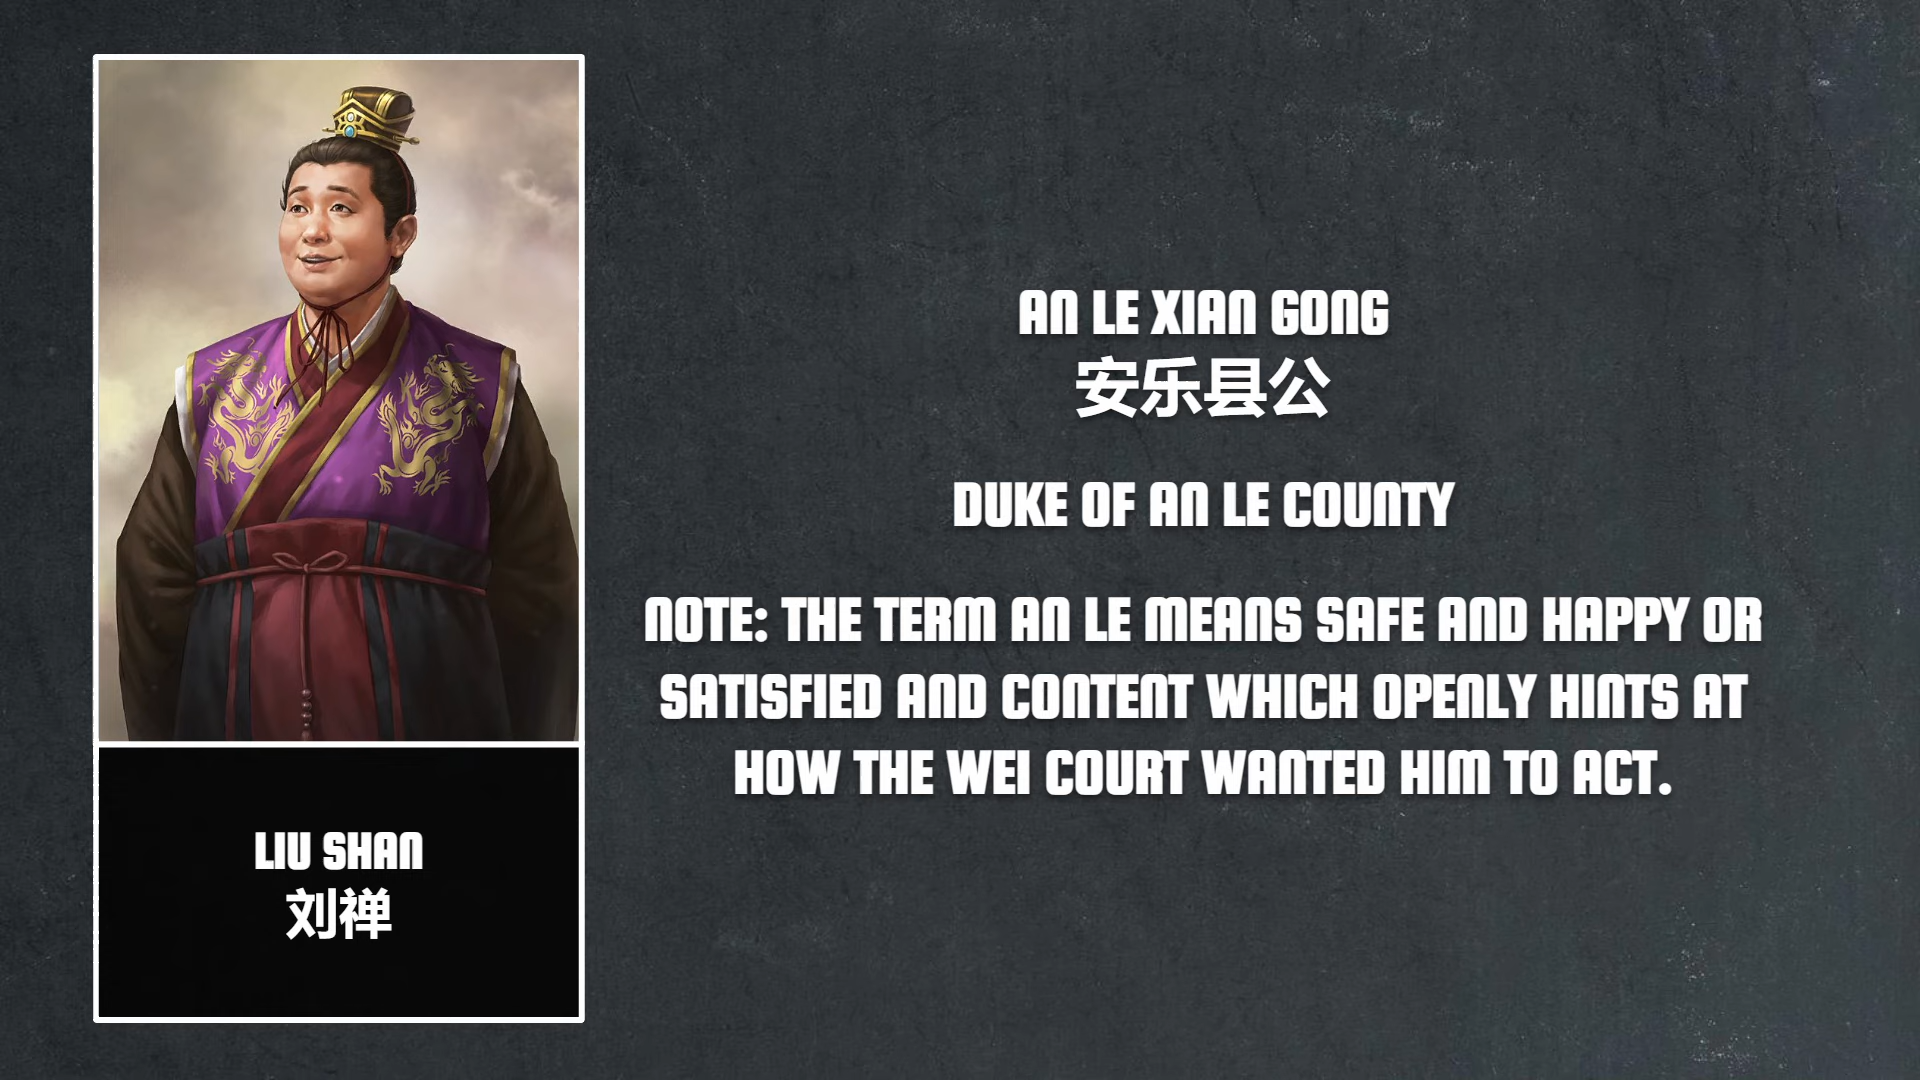 AN LE XIAN GONG
安乐县公
DUKE OF AN LE COUNTY
NOTE: THE TERM AN LE MEANS SAFE AND HAPPY OR
SATISFIED AND CONTENT WHICH OPENLY HINTS AT
HOW THE WEI COURT WANTED HIM TO ACT.
LIU SHAN
刘禅